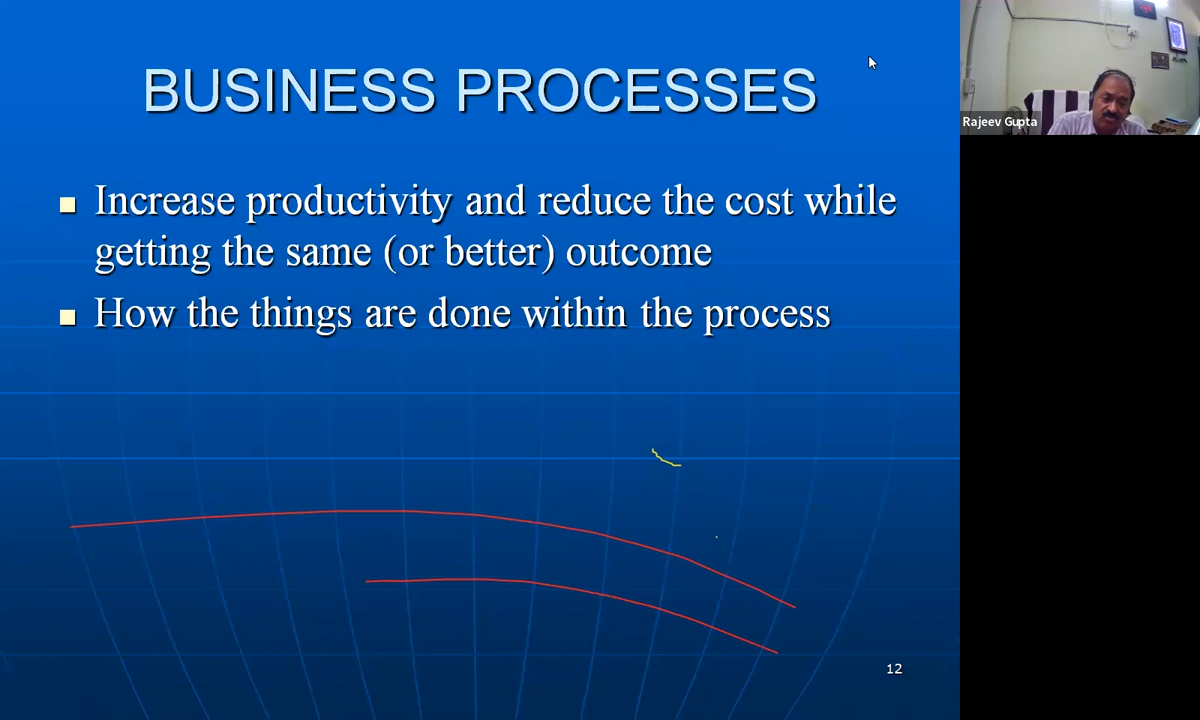 BUSINESS PROCESSES
Increase productivity and reduce the cost while
getting the same (or better) outcome
How the things are done within the process
12
Rajeev Gupta